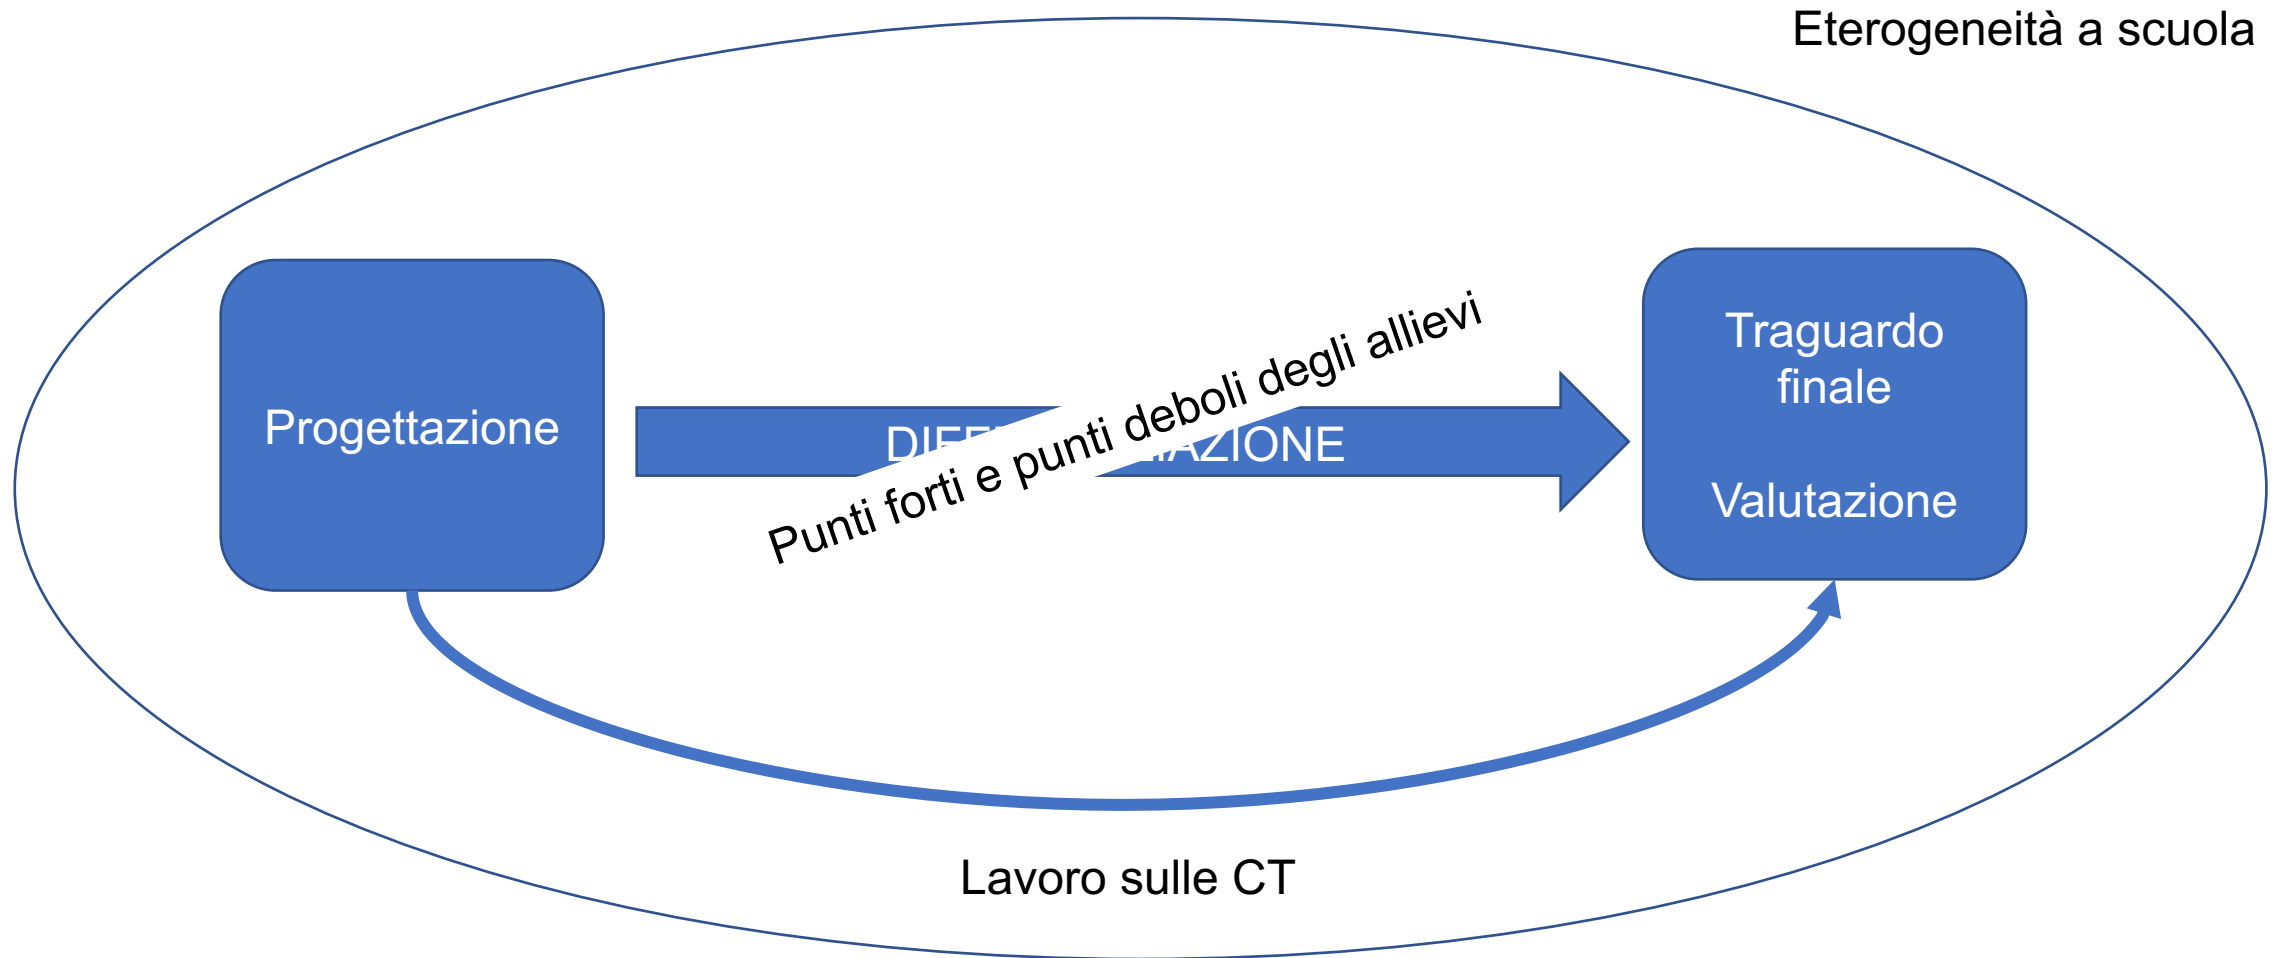 Eterogeneità a scuola
Progettazione
Punti forti e punti deboli degli allievi
Traguardo
finale
Valutazione
Lavoro sulle CT